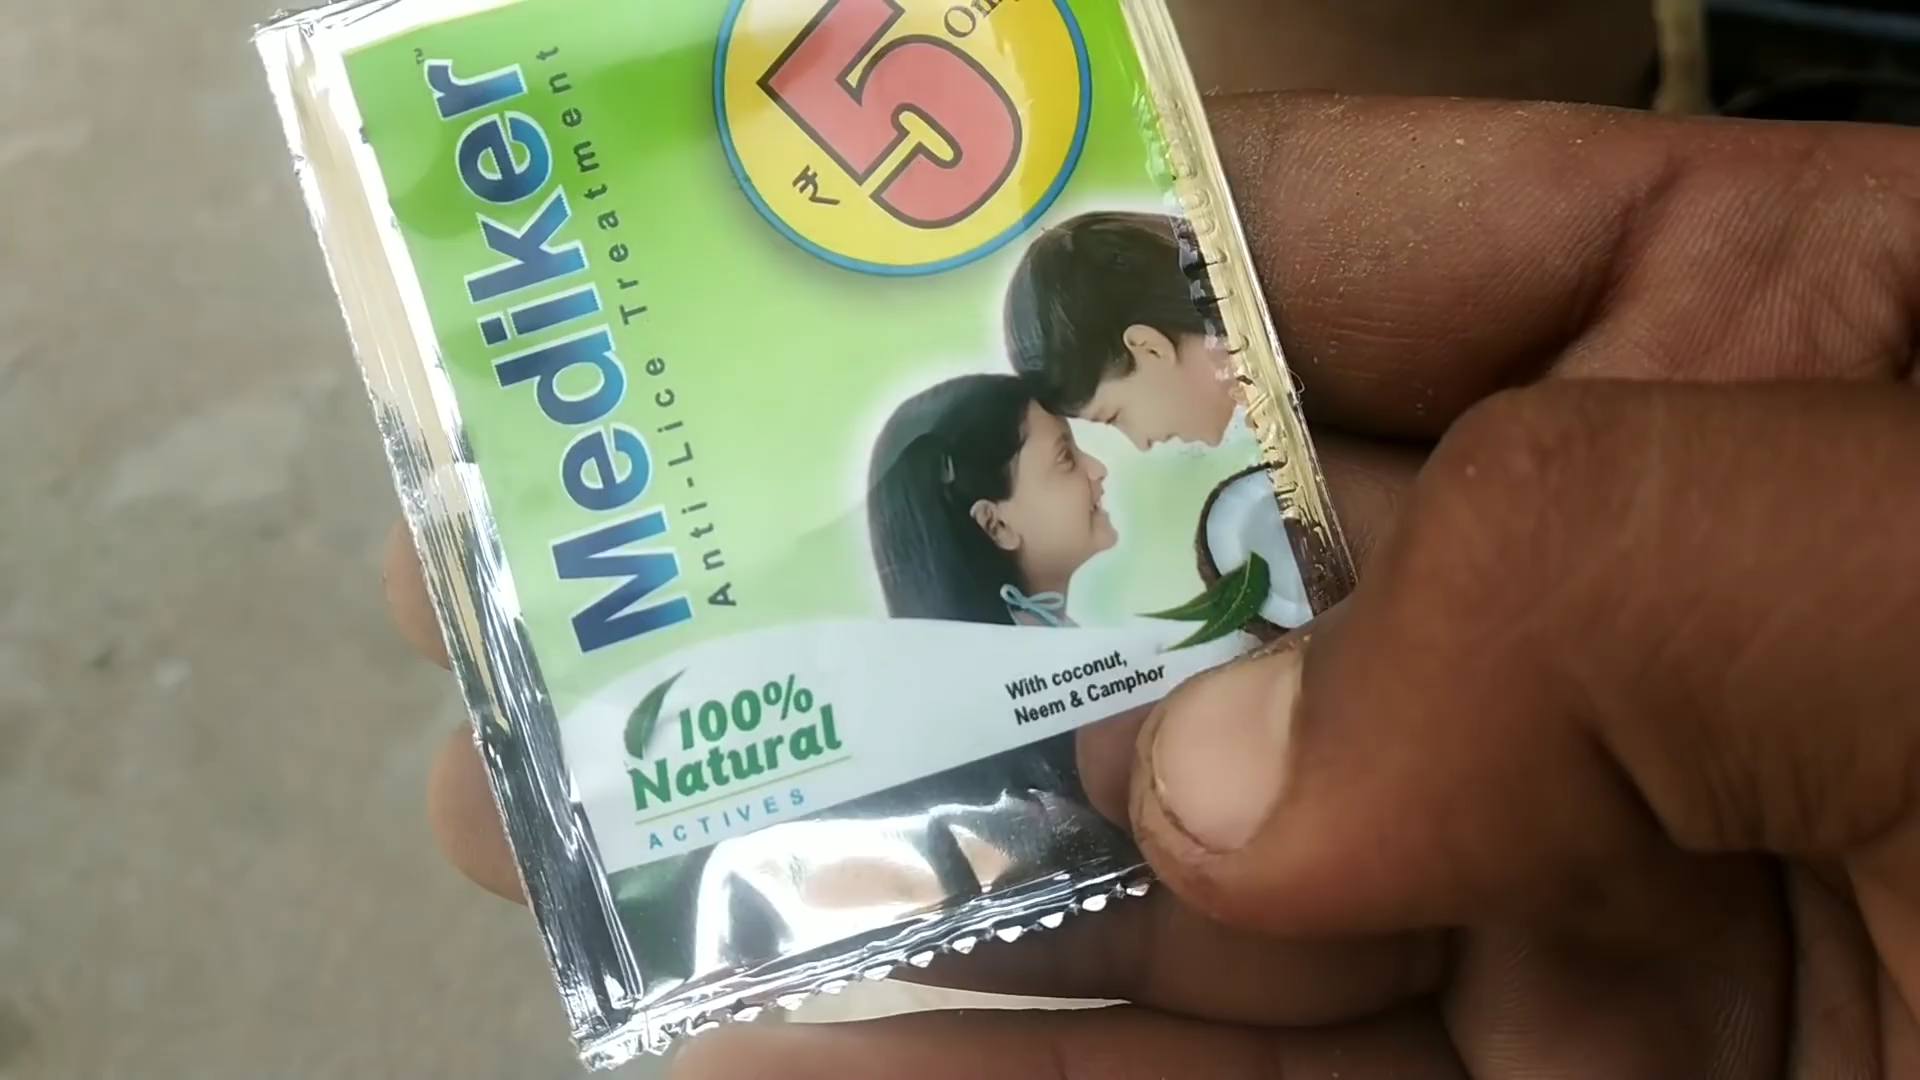 Mediker™
Anti-Lice Treatment
₹5
100%
Natural
ACTIVES
With coconut,
Neem & Camphor